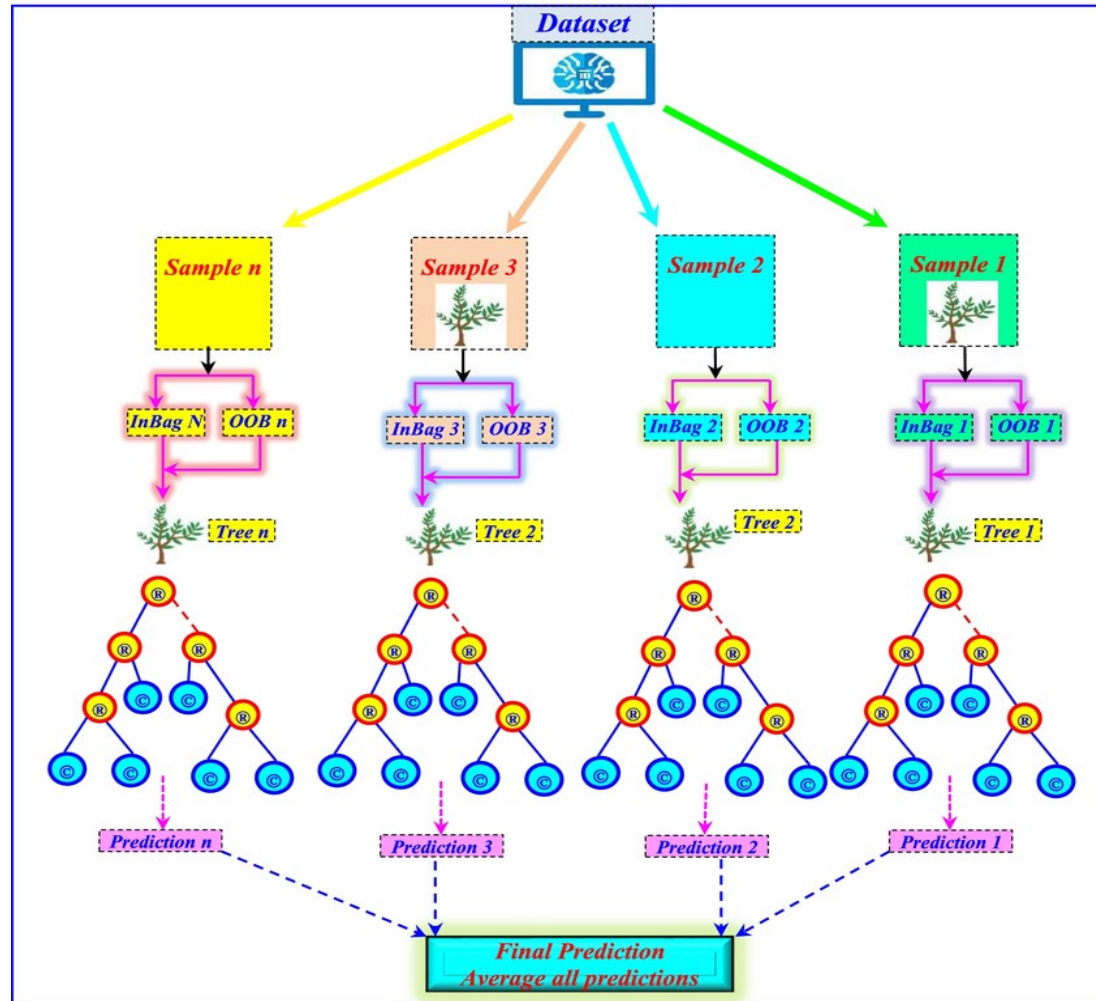 Dataset
Sample n
Sample 3
Sample 2
Sample 1
InBag N
OOB n
InBag 3
OOB 3
InBag 2
OOB 2
InBag 1
OOB 1
Tree n
Tree 2
Tree 2
Tree 1
® ® ® ®
® ® ® ® ® ® ® ®
© © © © © © © ©
® ® ® ® ® ® ® ®
© © © © © © © © © © © © © © © ©
Prediction n
Prediction 3
Prediction 2
Prediction 1
Final Prediction
Average all predictions